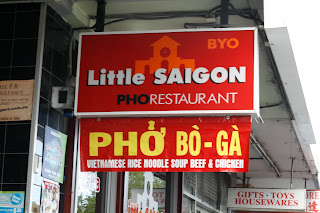 BYO
Little SAIGON
PHO RESTAURANT
PHỞ BÒ - GÀ
VIETNAMESE RICE NOODLE SOUP BEEF & CHICKEN
GIFTS · TOYS
HOUSEWARES